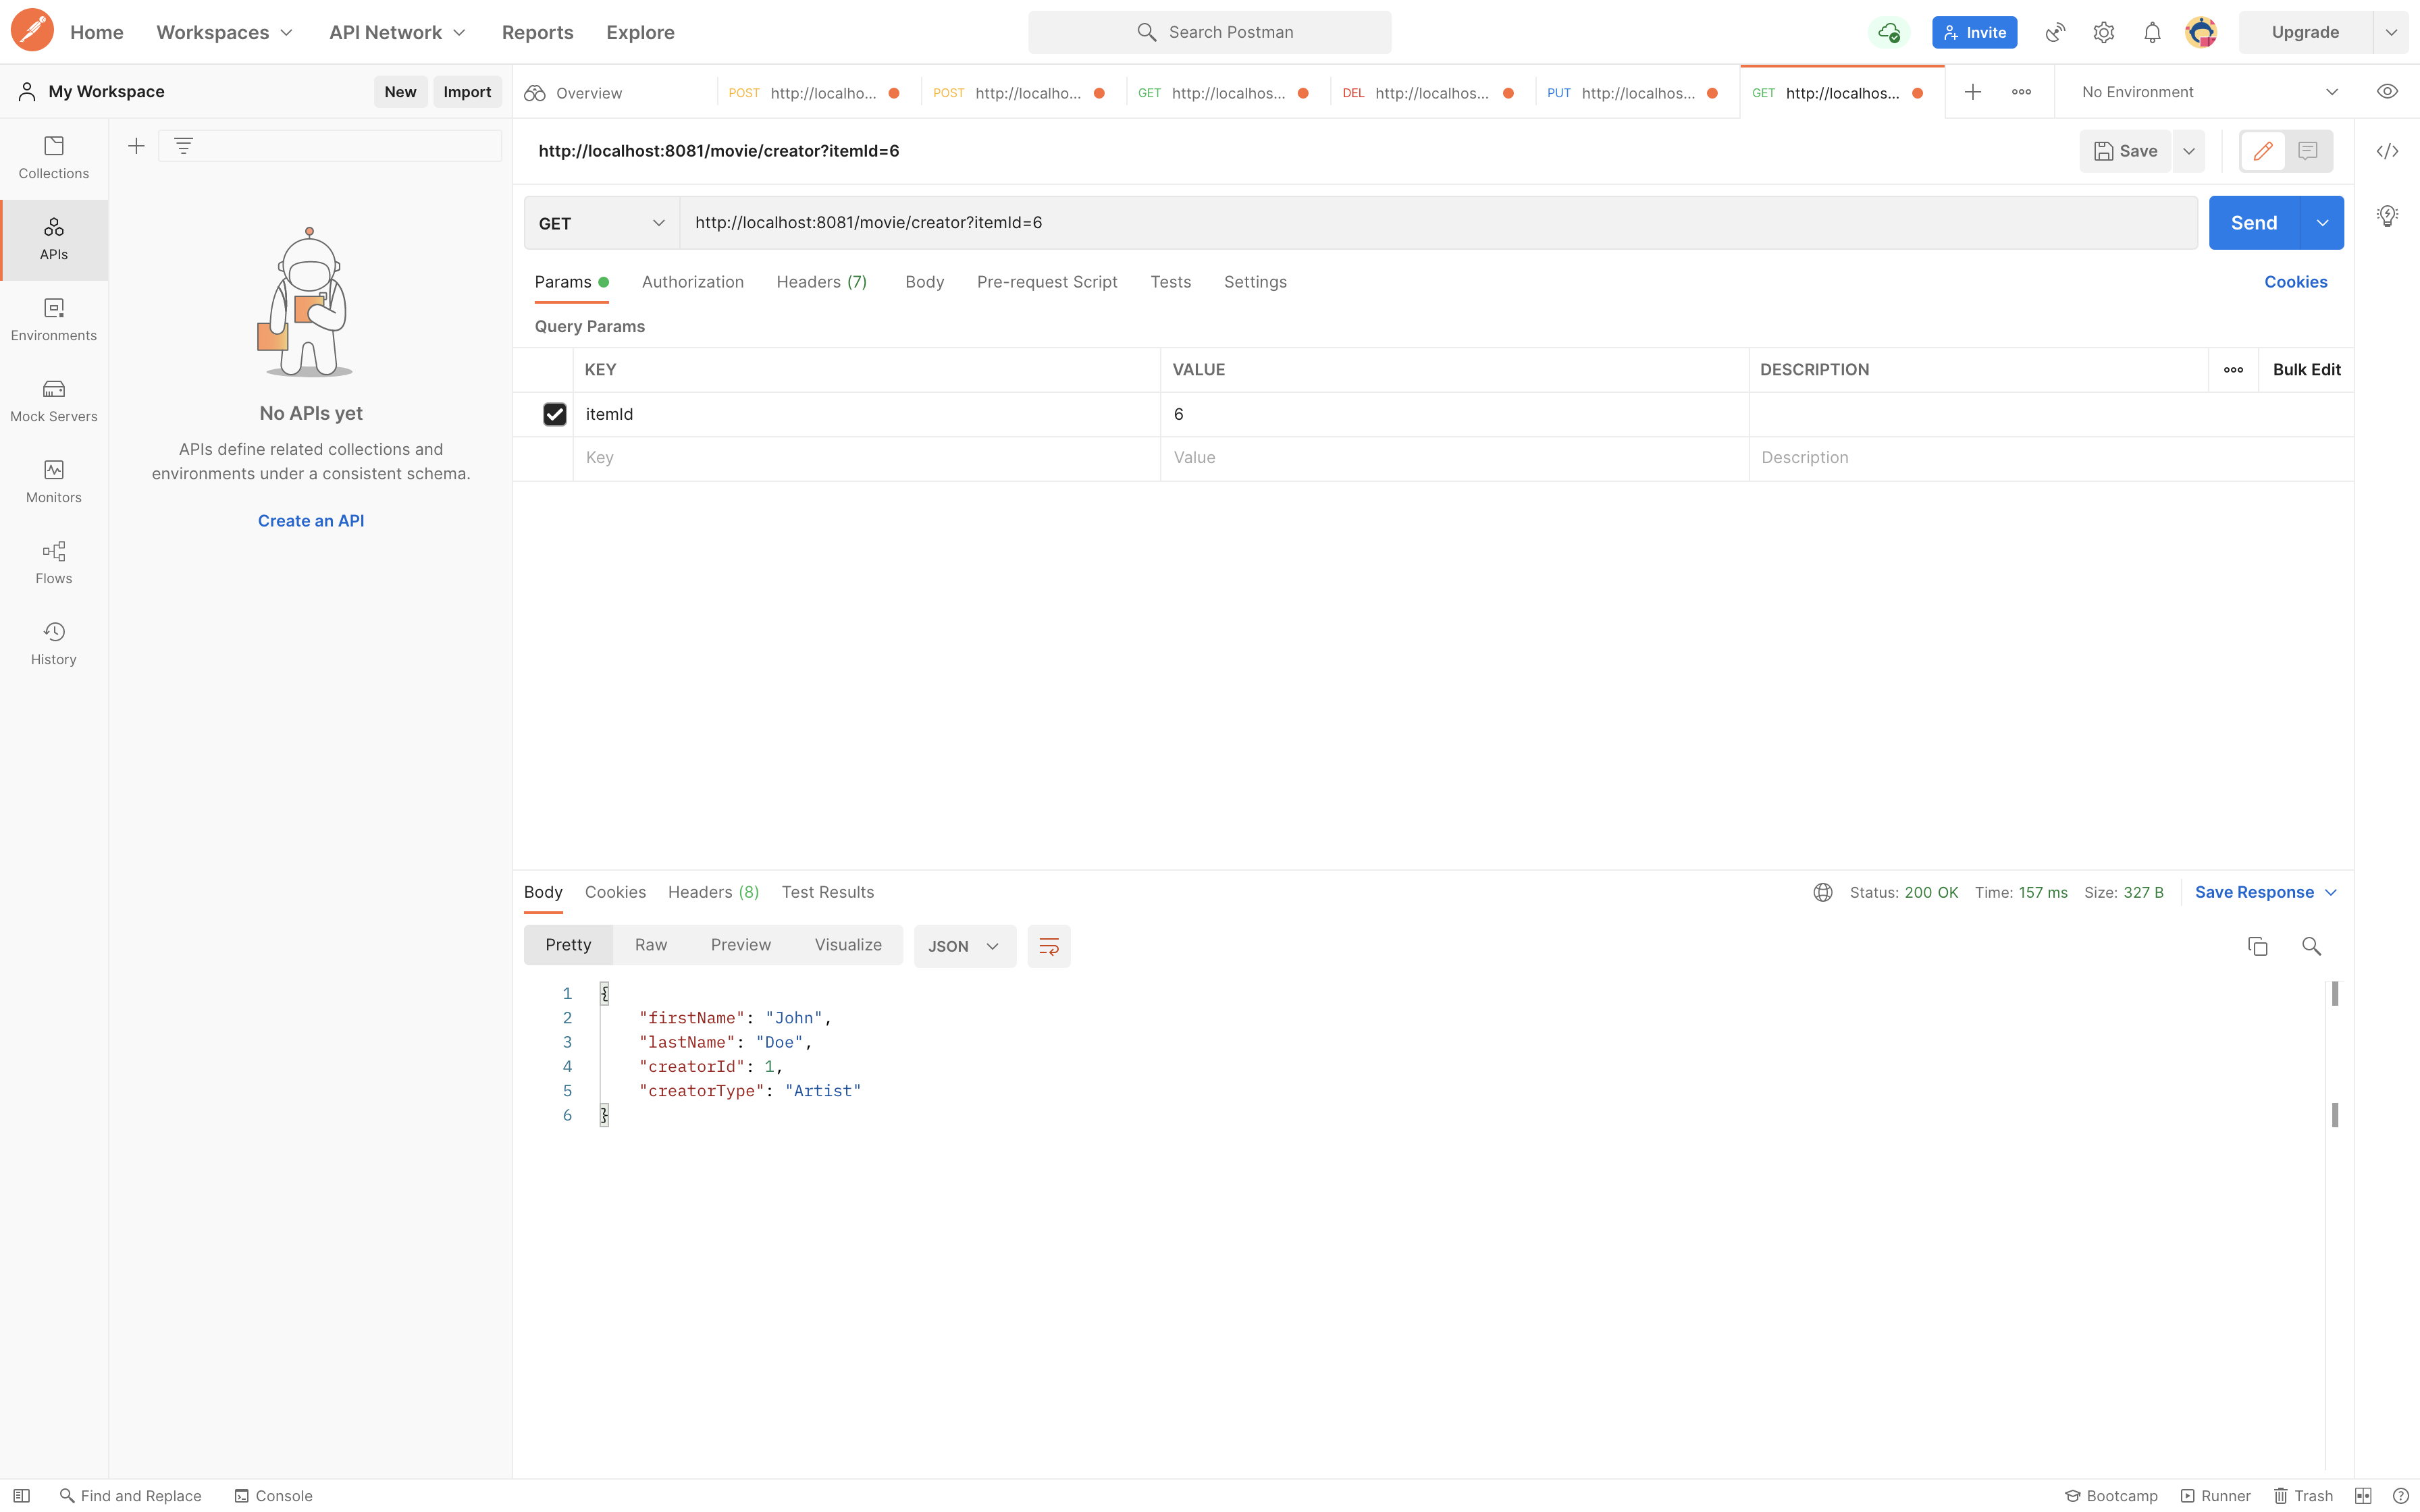 Home Workspaces API Network Reports Explore Search Postman Invite Upgrade
My Workspace New Import Overview POST http://localho... POST http://localho... GET http://localhos... DEL http://localhos... PUT http://localhos... GET http://localhos... No Environment
Collections
APIs
Environments
Mock Servers
Monitors
Flows
History
No APIs yet
APIs define related collections and
environments under a consistent schema.
Create an API
http://localhost:8081/movie/creator?itemId=6 Save
GET http://localhost:8081/movie/creator?itemId=6 Send
Params Authorization Headers (7) Body Pre-request Script Tests Settings Cookies
Query Params
KEY VALUE DESCRIPTION Bulk Edit
itemId 6
Key Value Description
Body Cookies Headers (8) Test Results Status: 200 OK Time: 157 ms Size: 327 B Save Response
Pretty Raw Preview Visualize JSON
1 {
2 "firstName": "John",
3 "lastName": "Doe",
4 "creatorId": 1,
5 "creatorType": "Artist"
6 }
Find and Replace Console Bootcamp Runner Trash